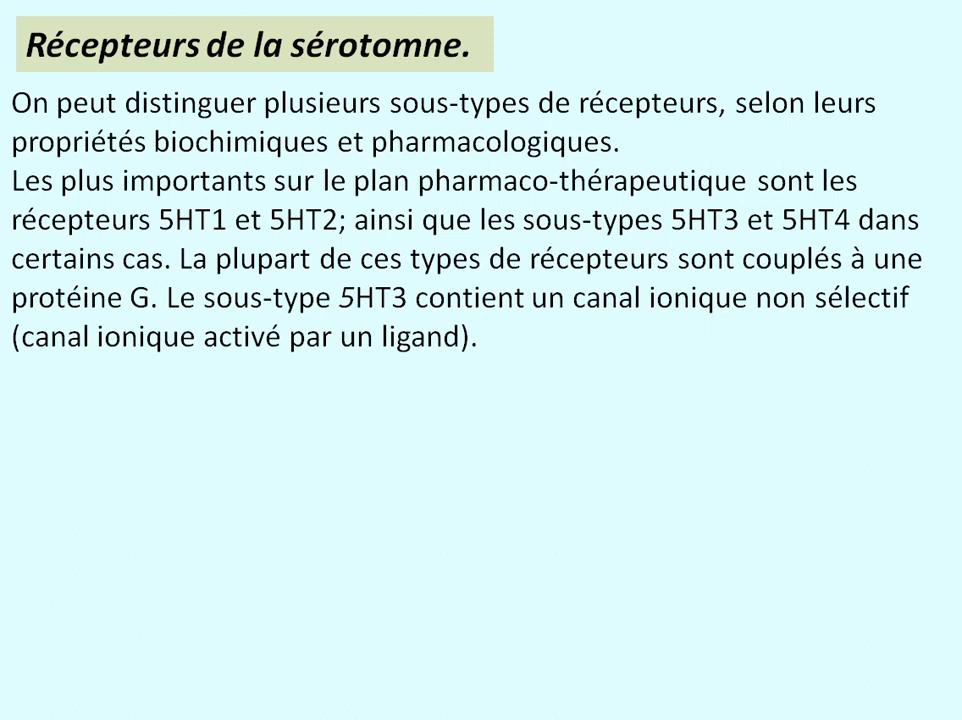 Récepteurs de la sérotomne.
On peut distinguer plusieurs sous-types de récepteurs, selon leurs
propriétés biochimiques et pharmacologiques.
Les plus importants sur le plan pharmaco-thérapeutique sont les
récepteurs 5HT1 et 5HT2; ainsi que les sous-types 5HT3 et 5HT4 dans
certains cas. La plupart de ces types de récepteurs sont couplés à une
protéine G. Le sous-type 5HT3 contient un canal ionique non sélectif
(canal ionique activé par un ligand).